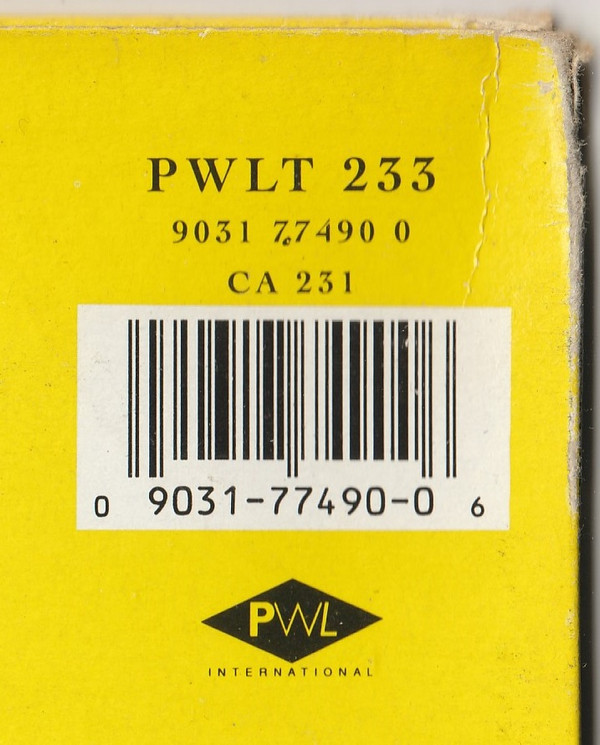 PWLT 233
9031 77490 0
CA 231
0 9031-77490-0 6
PWL
INTERNATIONAL